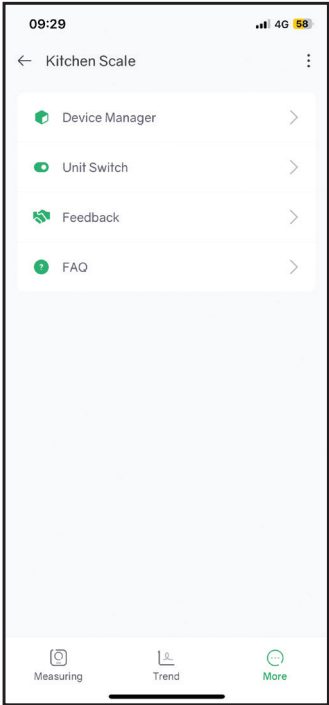 09:29 4G 58
Kitchen Scale
Device Manager
Unit Switch
Feedback
FAQ
Measuring Trend More